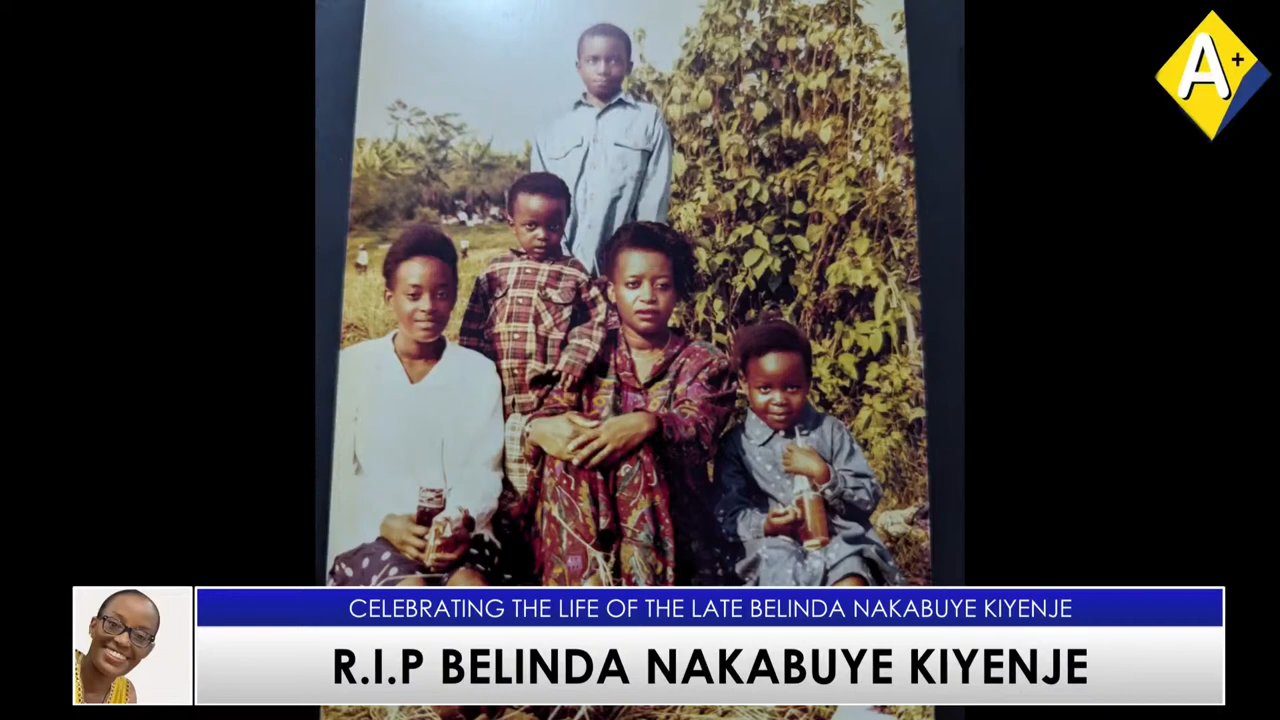 A+
CELEBRATING THE LIFE OF THE LATE BELINDA NAKABUYE KIYENJE
R.I.P BELINDA NAKABUYE KIYENJE